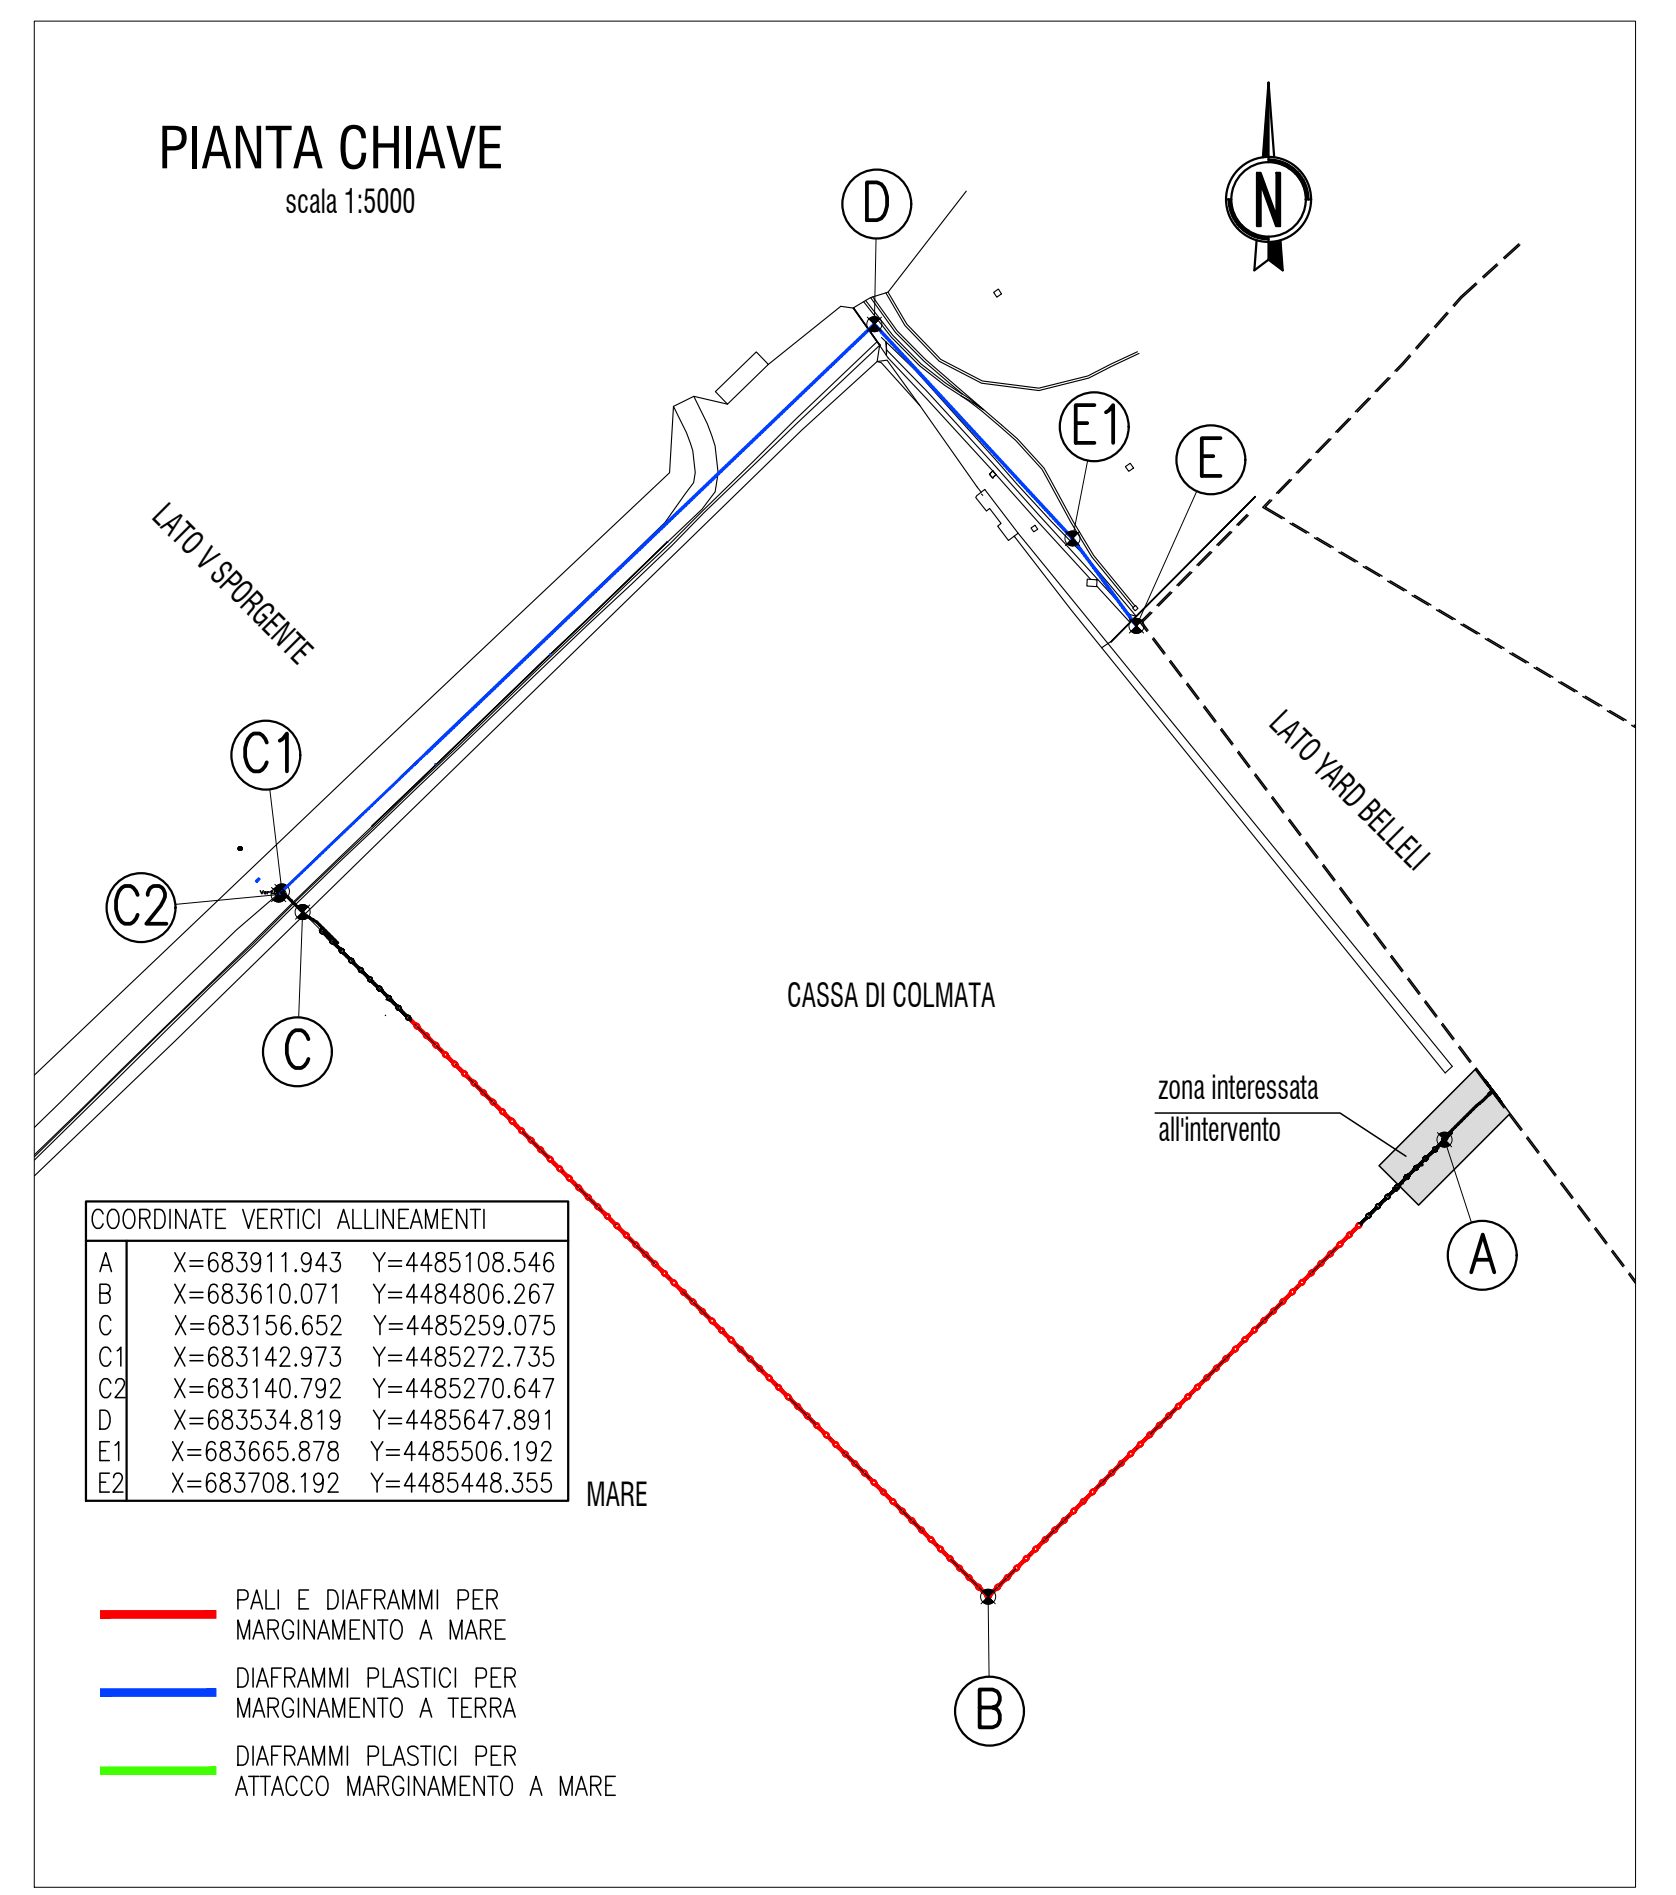 PIANTA CHIAVE
scala 1:5000
D
N
E1
E
LATO V SPORGENTE
C1
LATO YARD BELLELI
C2
CASSA DI COLMATA
C
zona interessata
all'intervento
A
COORDINATE VERTICI ALLINEAMENTI
A X=683911.943 Y=4485108.546
B X=683610.071 Y=4484806.267
C X=683156.652 Y=4485259.075
C1 X=683142.973 Y=4485272.735
C2 X=683140.792 Y=4485270.647
D X=683534.819 Y=4485647.891
E1 X=683665.878 Y=4485506.192
E2 X=683708.192 Y=4485448.355
MARE
PALI E DIAFRAMMI PER
MARGINAMENTO A MARE
DIAFRAMMI PLASTICI PER
MARGINAMENTO A TERRA
B
DIAFRAMMI PLASTICI PER
ATTACCO MARGINAMENTO A MARE